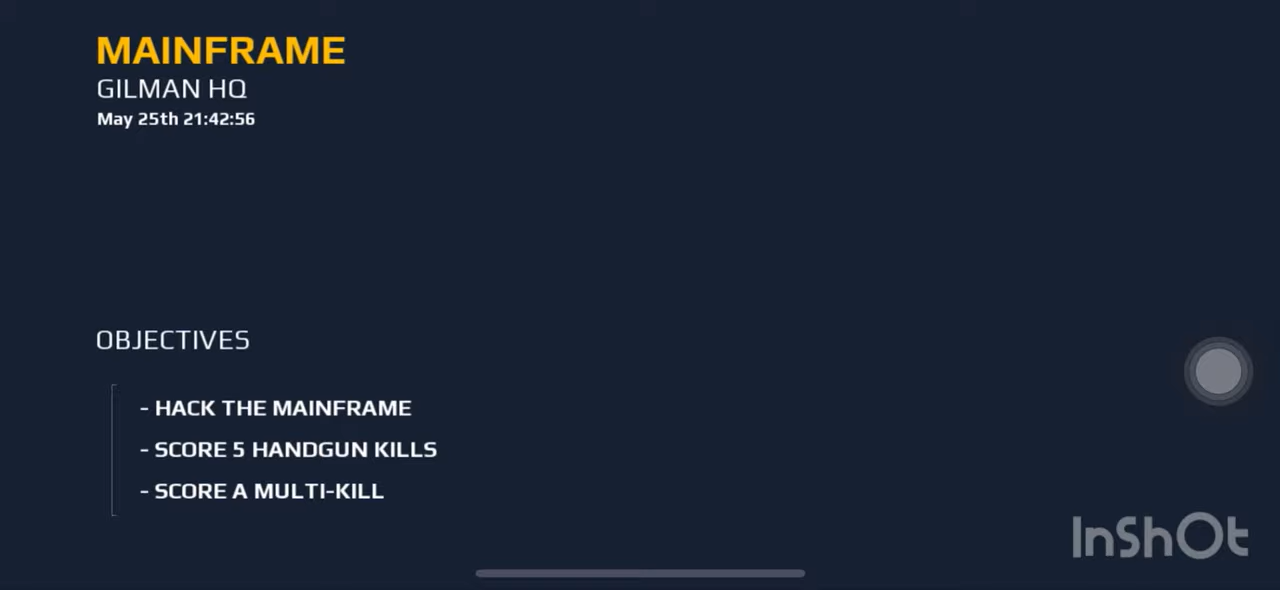 MAINFRAME
GILMAN HQ
May 25th 21:42:56
OBJECTIVES
- HACK THE MAINFRAME
- SCORE 5 HANDGUN KILLS
- SCORE A MULTI-KILL
InShOt